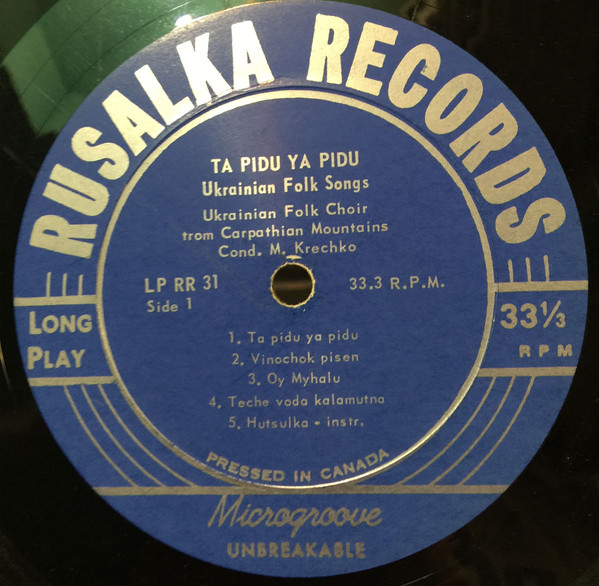 RUSALKA RECORDS
TA PIDU YA PIDU
Ukrainian Folk Songs
Ukrainian Folk Choir
trom Carpathian Mountains
Cond. M. Krechko
LP RR 31
Side 1
33.3 R.P.M.
LONG
PLAY
33⅓
RPM
1. Ta pidu ya pidu
2. Vinochok pisen
3. Oy Myhalu
4. Teche voda kalamutna
5. Hutsulka - instr.
PRESSED IN CANADA
Microgroove
UNBREAKABLE